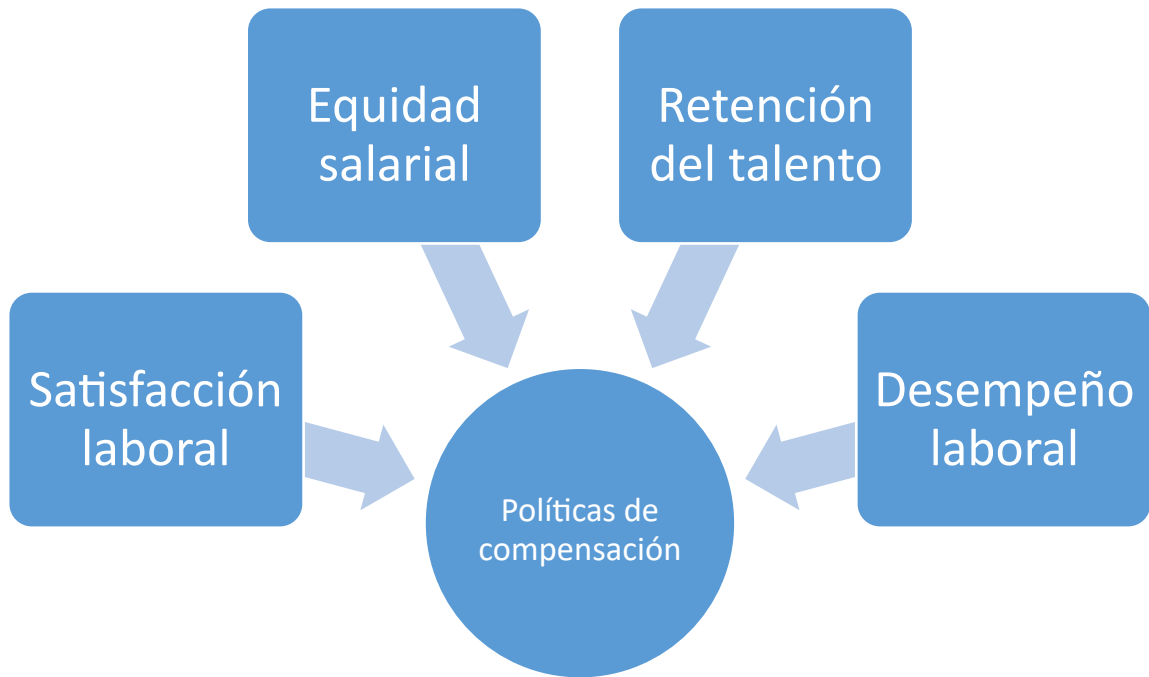 Equidad
salarial
Retención
del talento
Satisfacción
laboral
Desempeño
laboral
Políticas de
compensación